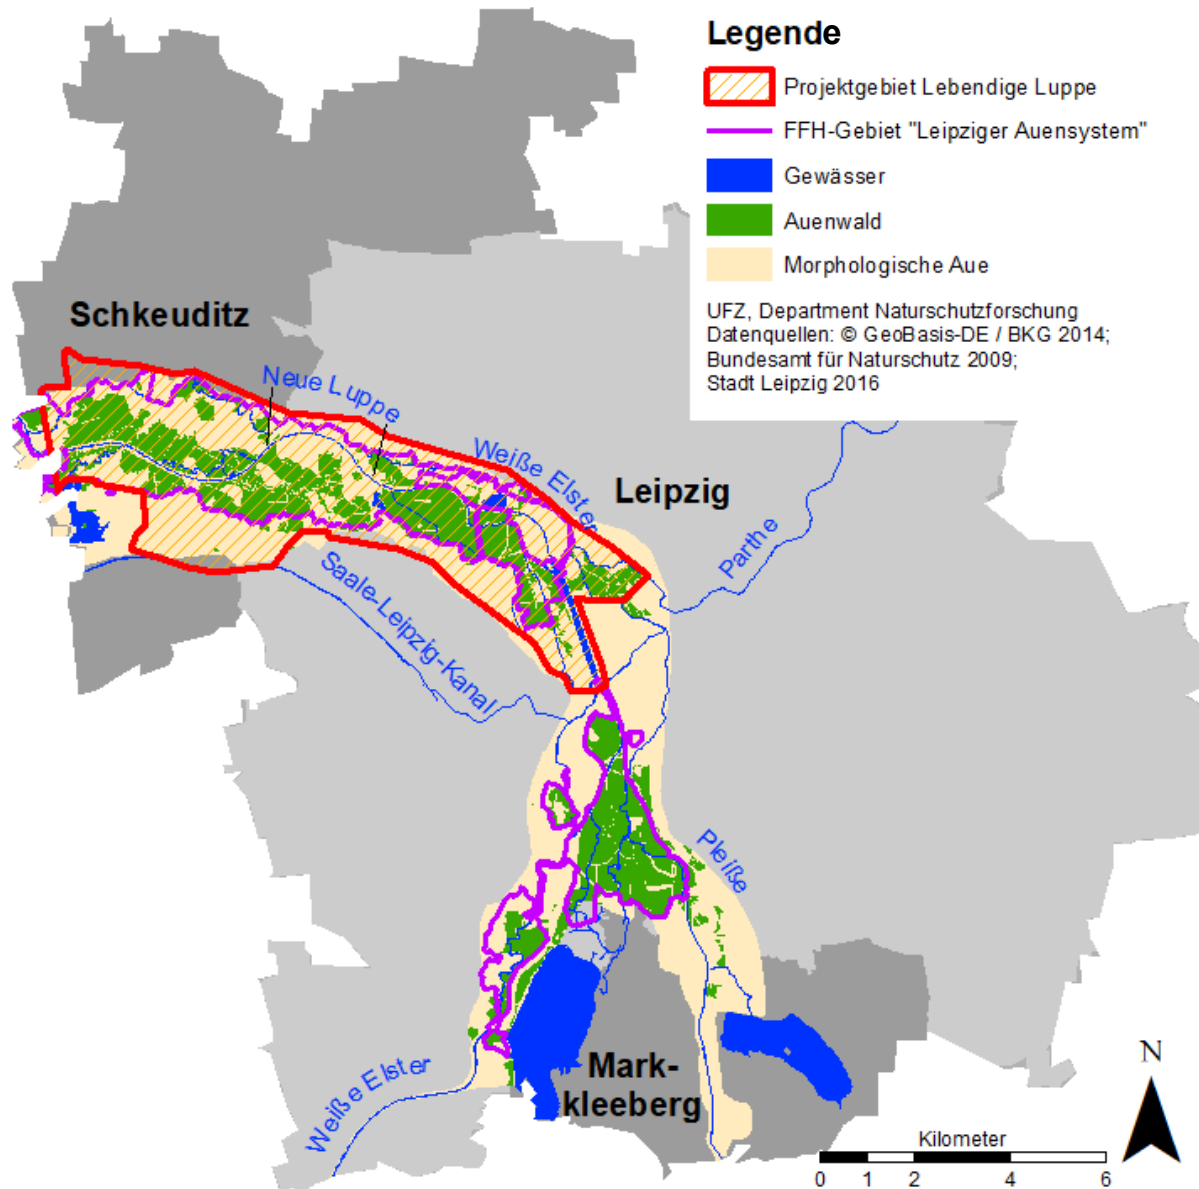 Legende
Projektgebiet Lebendige Luppe
FFH-Gebiet "Leipziger Auensystem"
Gewässer
Auenwald
Morphologische Aue
UFZ, Department Naturschutzforschung
Datenquellen: © GeoBasis-DE / BKG 2014;
Bundesamt für Naturschutz 2009;
Stadt Leipzig 2016
Schkeuditz
Neue Luppe
Weiße Elster
Leipzig
Parthe
Saale-Leipzig-Kanal
Pleiße
Weiße Elster
Mark-
kleeberg
N
Kilometer
0 1 2 4 6